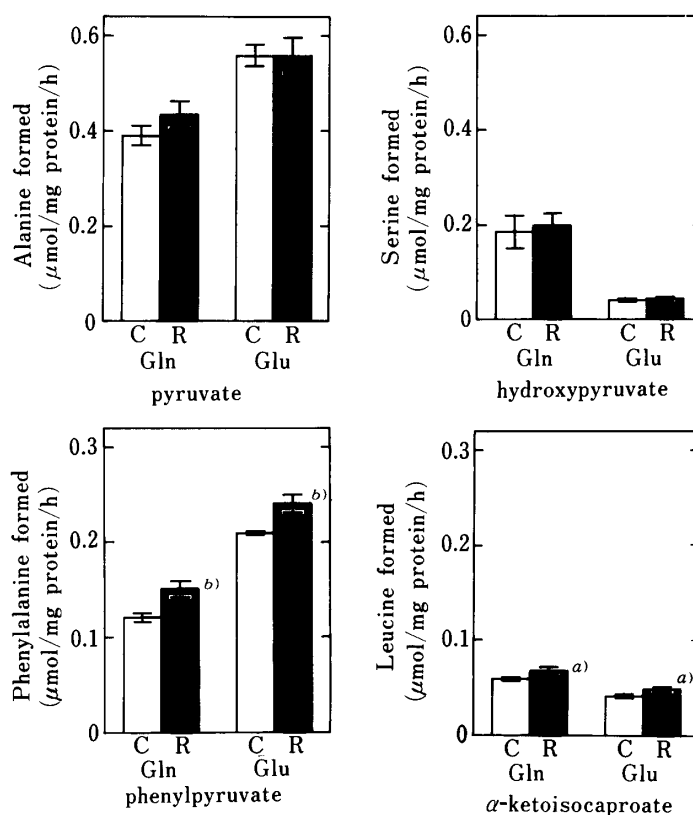 Alanine formed
(μmol/mg protein/h)
0.6
0.4
0.2
0
C R C R
Gln Glu
pyruvate
Serine formed
(μmol/mg protein/h)
0.6
0.4
0.2
0
C R C R
Gln Glu
hydroxypyruvate
Phenylalanine formed
(μmol/mg protein/h)
0.3
0.2
0.1
0
b)
b)
C R C R
Gln Glu
phenylpyruvate
Leucine formed
(μmol/mg protein/h)
0.3
0.2
0.1
0
a)
a)
C R C R
Gln Glu
α-ketoisocaproate